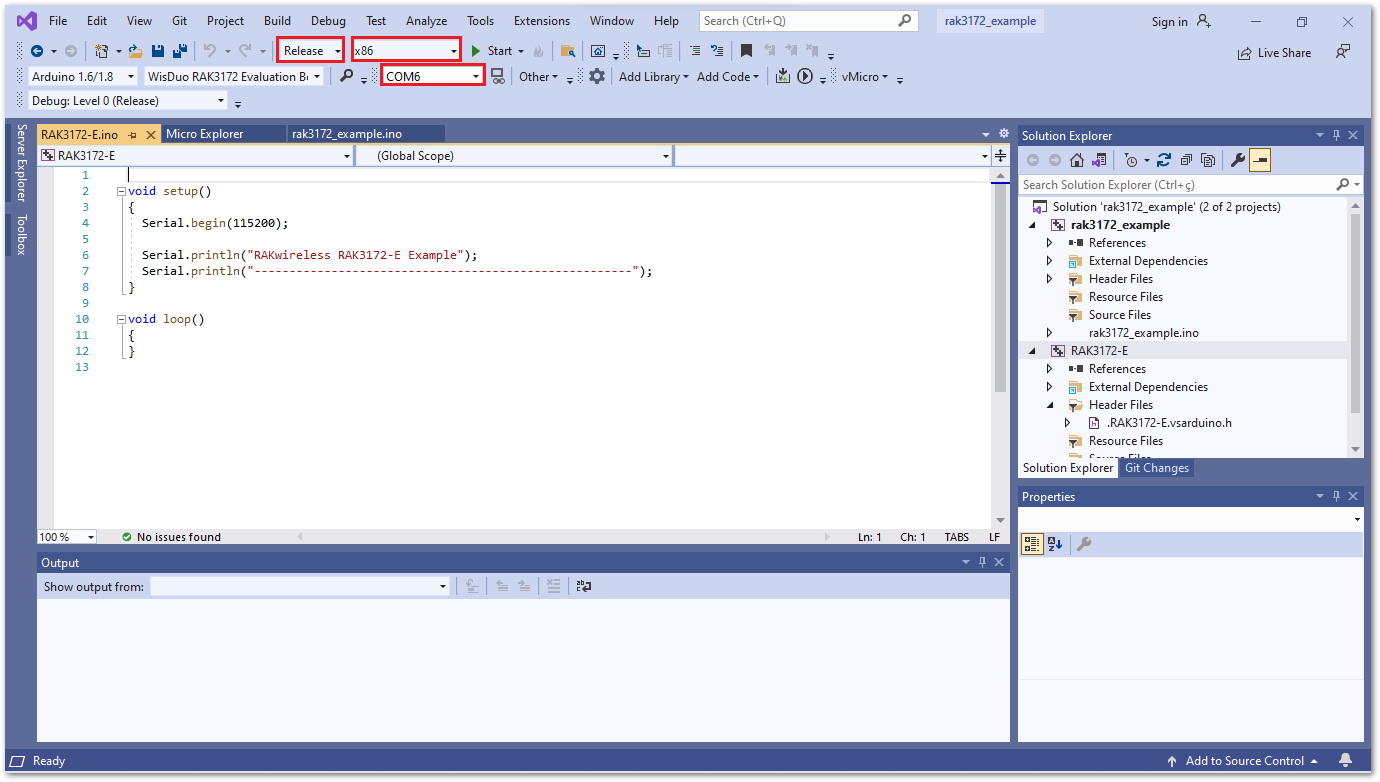 File Edit View Git Project Build Debug Test Analyze Tools Extensions Window Help Search (Ctrl+Q) rak3172_example Sign in
Release x86 Start Live Share
Arduino 1.6/1.8 WisDuo RAK3172 Evaluation Bo COM6 Other Add Library Add Code vMicro
Debug: Level 0 (Release)
Server Explorer
Toolbox
RAK3172-E.ino Micro Explorer rak3172_example.ino
RAK3172-E (Global Scope)
1
2 void setup()
3 {
4 Serial.begin(115200);
5
6 Serial.println("RAKwireless RAK3172-E Example");
7 Serial.println("------------------------------------------------------");
8 }
9
10 void loop()
11 {
12 }
13
100 % No issues found Ln: 1 Ch: 1 TABS LF
Output
Show output from:
Solution Explorer
Search Solution Explorer (Ctrl+ç)
Solution 'rak3172_example' (2 of 2 projects)
rak3172_example
References
External Dependencies
Header Files
Resource Files
Source Files
rak3172_example.ino
RAK3172-E
References
External Dependencies
Header Files
.RAK3172-E.vsarduino.h
Resource Files
Source Files
Solution Explorer Git Changes
Properties
Ready Add to Source Control